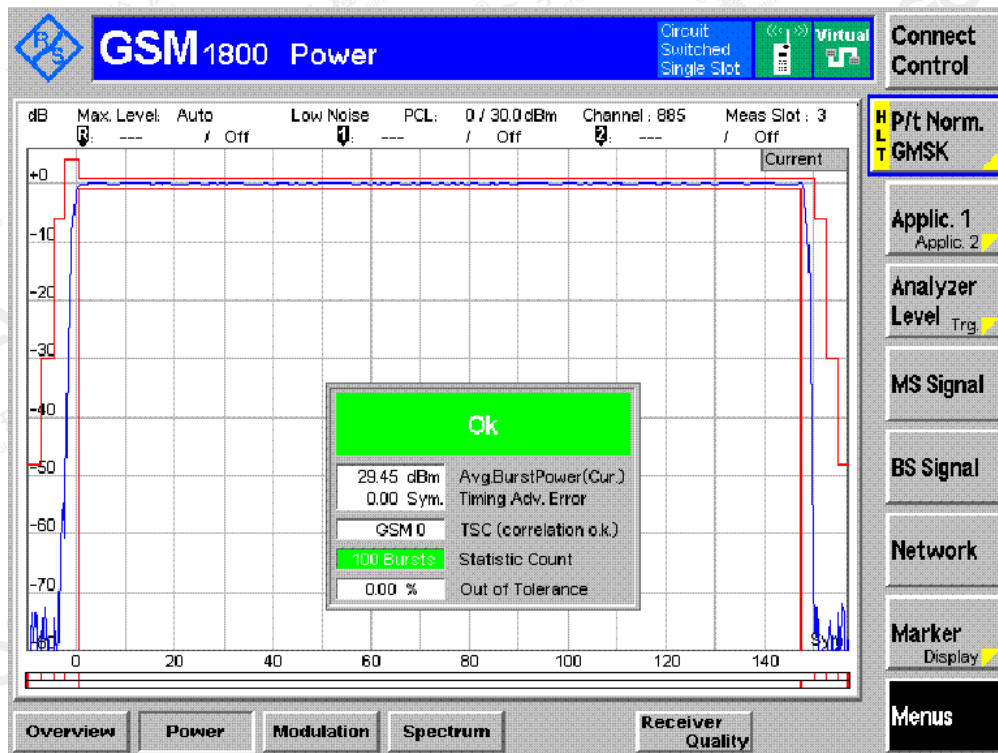 R/S
GSM 1800 Power
Circuit Switched Single Slot
Virtual
Connect Control
dB Max. Level: Auto Low Noise PCL: 0 / 30.0 dBm Channel : 885 Meas Slot : 3
R: --- / Off 1: --- / Off 2: --- / Off
Current
HLT P/t Norm. GMSK
Applic. 1
Applic. 2
Analyzer Level Trg.
MS Signal
BS Signal
Network
Marker
Display
Menus
+0
-10
-20
-30
-40
-50
-60
-70
-80
Ok
29.45 dBm Avg.BurstPower(Cur.)
0.00 Sym. Timing Adv. Error
GSM 0 TSC (correlation o.k.)
100 Bursts Statistic Count
0.00 % Out of Tolerance
Sym
0 20 40 60 80 100 120 140
Overview Power Modulation Spectrum Receiver Quality